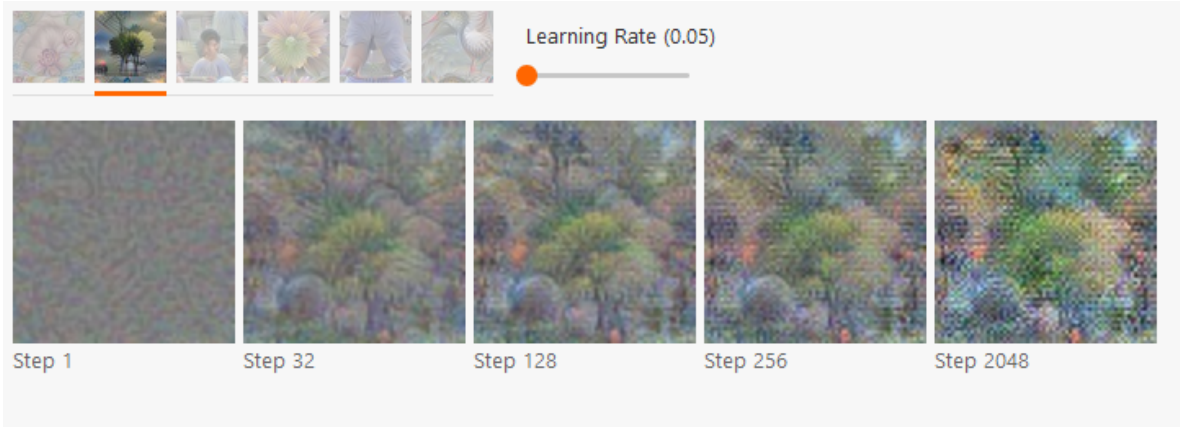 Learning Rate (0.05)
Step 1
Step 32
Step 128
Step 256
Step 2048